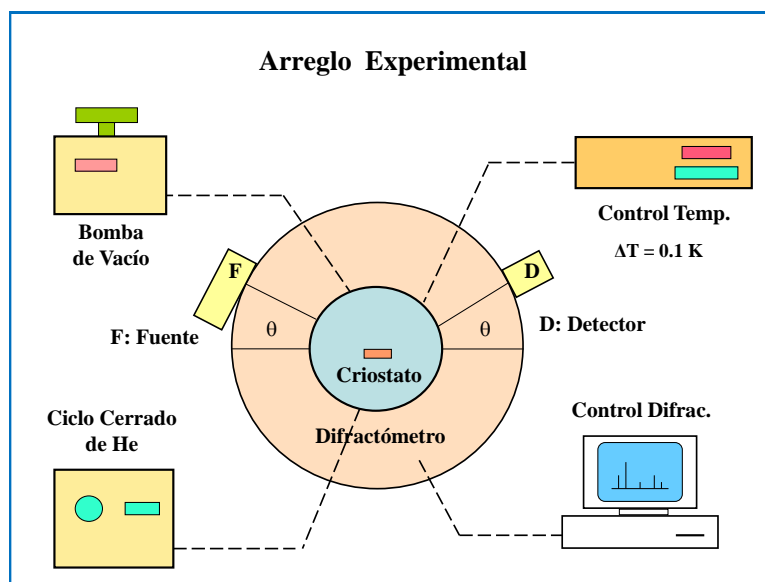 Arreglo Experimental
Bomba
de Vacío
Control Temp.
ΔT = 0.1 K
F
D
F: Fuente
θ
θ
D: Detector
Criostato
Ciclo Cerrado
de He
Difractómetro
Control Difrac.